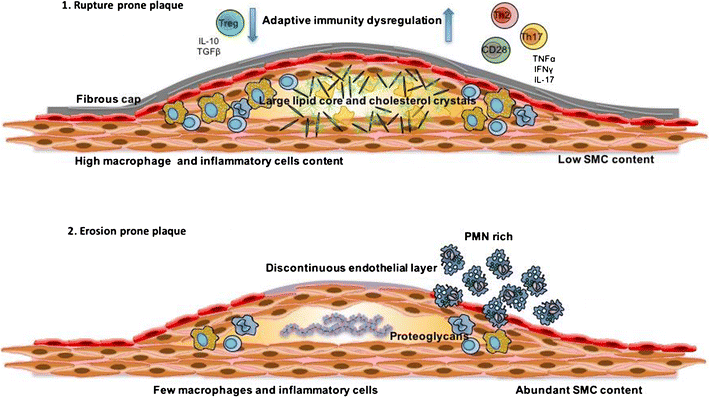 1. Rupture prone plaque
Treg
IL-10
TGFβ
Adaptive immunity dysregulation
Th2
Th17
CD28
TNFα
IFNγ
IL-17
Fibrous cap
Large lipid core and cholesterol crystals
High macrophage and inflammatory cells content
Low SMC content
2. Erosion prone plaque
PMN rich
Discontinuous endothelial layer
Proteoglycans
Few macrophages and inflammatory cells
Abundant SMC content